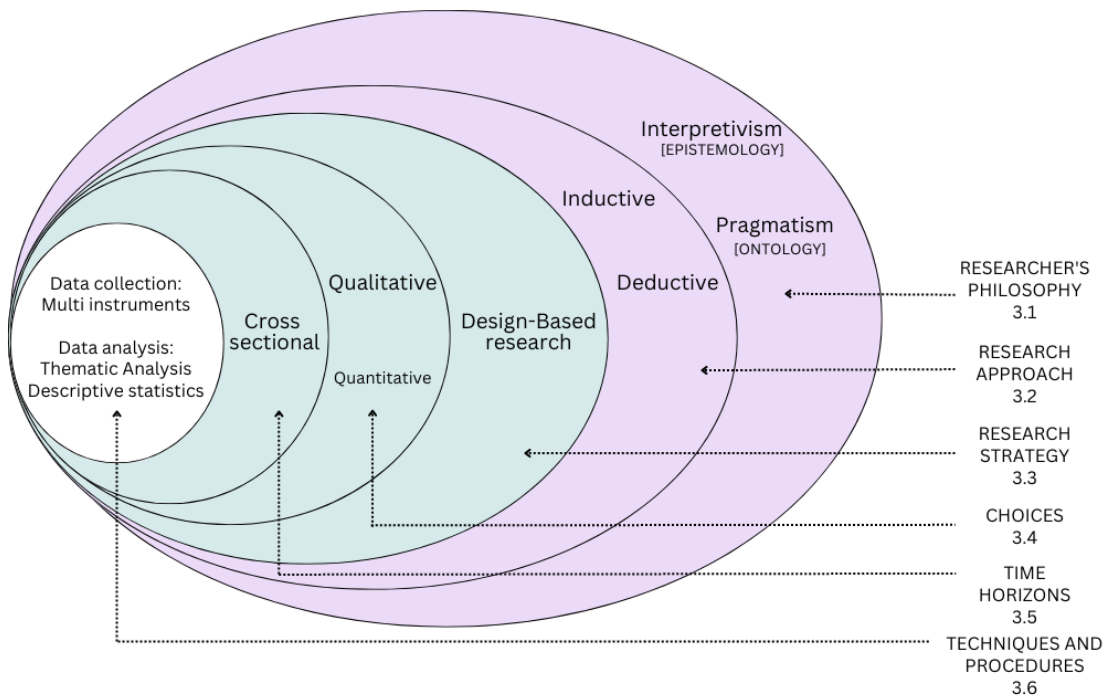 Interpretivism
[EPISTEMOLOGY]
Inductive
Pragmatism
[ONTOLOGY]
Deductive
Design-Based
research
Qualitative
Quantitative
Cross
sectional
Data collection:
Multi instruments
Data analysis:
Thematic Analysis
Descriptive statistics
RESEARCHER'S
PHILOSOPHY
3.1
RESEARCH
APPROACH
3.2
RESEARCH
STRATEGY
3.3
CHOICES
3.4
TIME
HORIZONS
3.5
TECHNIQUES AND
PROCEDURES
3.6